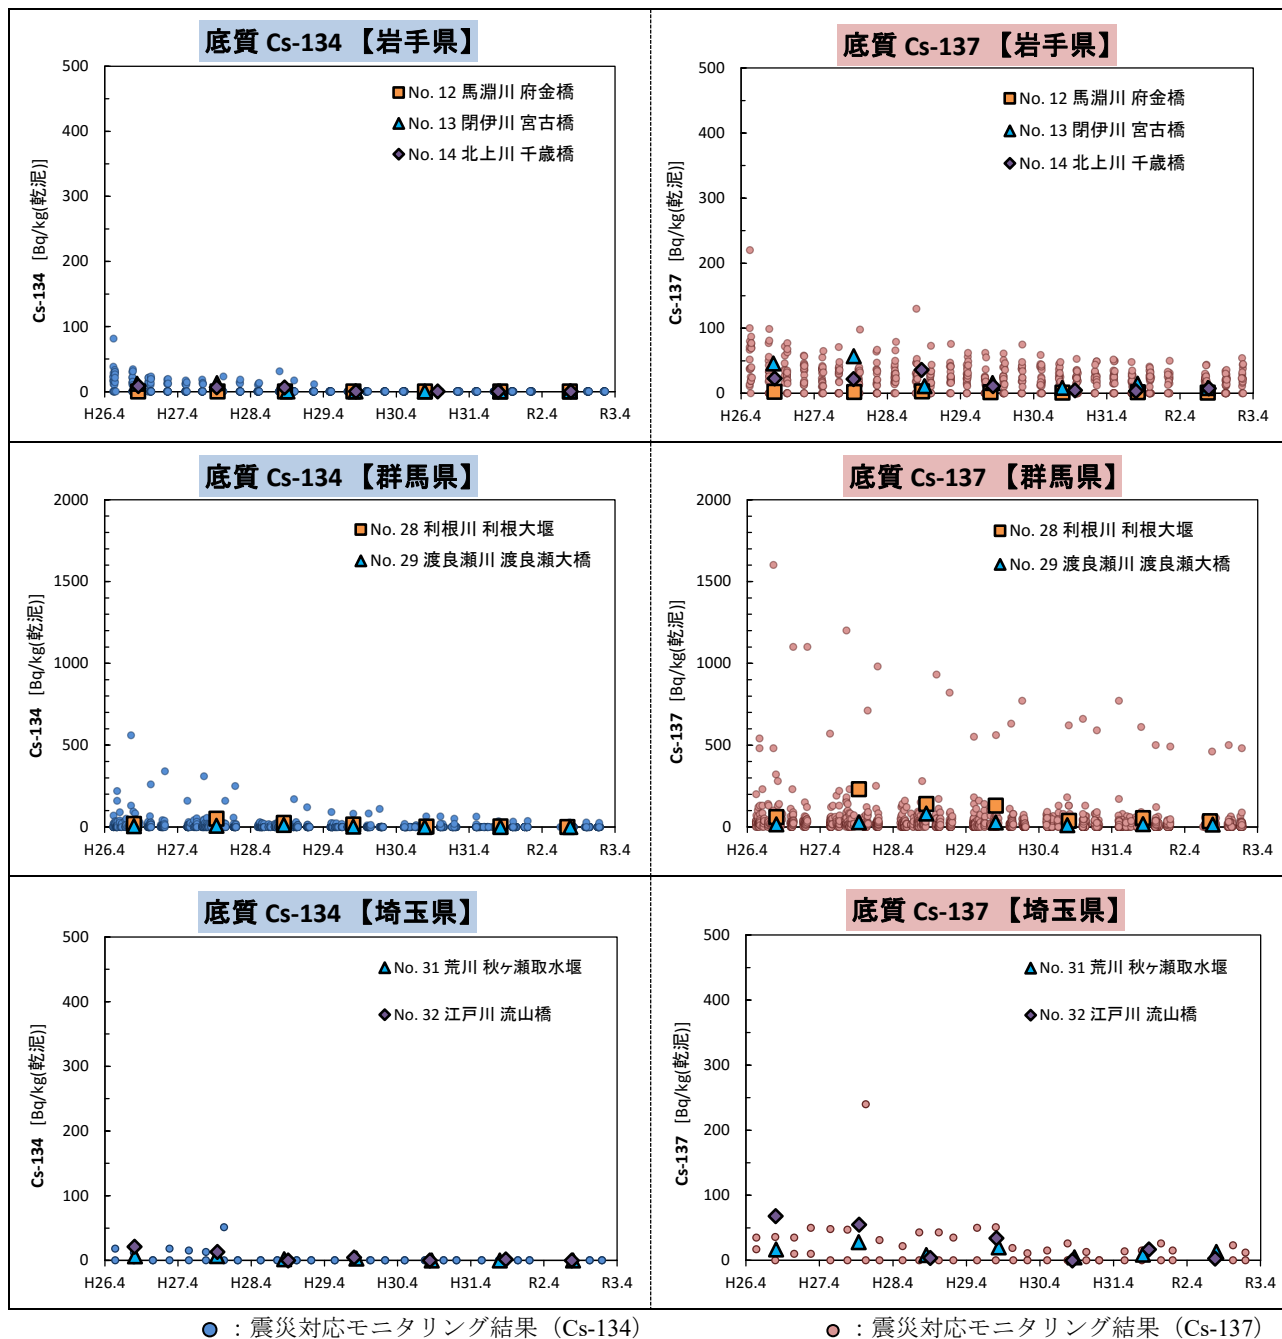 底質 Cs-134 【岩手県】
500
400
300
200
100
0
Cs-134 [Bq/kg(乾泥)]
No. 12 馬淵川 府金橋
No. 13 閉伊川 宮古橋
No. 14 北上川 千歳橋
H26.4 H27.4 H28.4 H29.4 H30.4 H31.4 R2.4 R3.4
底質 Cs-137 【岩手県】
500
400
300
200
100
0
Cs-137 [Bq/kg(乾泥)]
No. 12 馬淵川 府金橋
No. 13 閉伊川 宮古橋
No. 14 北上川 千歳橋
H26.4 H27.4 H28.4 H29.4 H30.4 H31.4 R2.4 R3.4
底質 Cs-134 【群馬県】
2000
1500
1000
500
0
Cs-134 [Bq/kg(乾泥)]
No. 28 利根川 利根大堰
No. 29 渡良瀬川 渡良瀬大橋
H26.4 H27.4 H28.4 H29.4 H30.4 H31.4 R2.4 R3.4
底質 Cs-137 【群馬県】
2000
1500
1000
500
0
Cs-137 [Bq/kg(乾泥)]
No. 28 利根川 利根大堰
No. 29 渡良瀬川 渡良瀬大橋
H26.4 H27.4 H28.4 H29.4 H30.4 H31.4 R2.4 R3.4
底質 Cs-134 【埼玉県】
500
400
300
200
100
0
Cs-134 [Bq/kg(乾泥)]
No. 31 荒川 秋ヶ瀬取水堰
No. 32 江戸川 流山橋
H26.4 H27.4 H28.4 H29.4 H30.4 H31.4 R2.4 R3.4
底質 Cs-137 【埼玉県】
500
400
300
200
100
0
Cs-137 [Bq/kg(乾泥)]
No. 31 荒川 秋ヶ瀬取水堰
No. 32 江戸川 流山橋
H26.4 H27.4 H28.4 H29.4 H30.4 H31.4 R2.4 R3.4
：震災対応モニタリング結果（Cs-134）
：震災対応モニタリング結果（Cs-137）